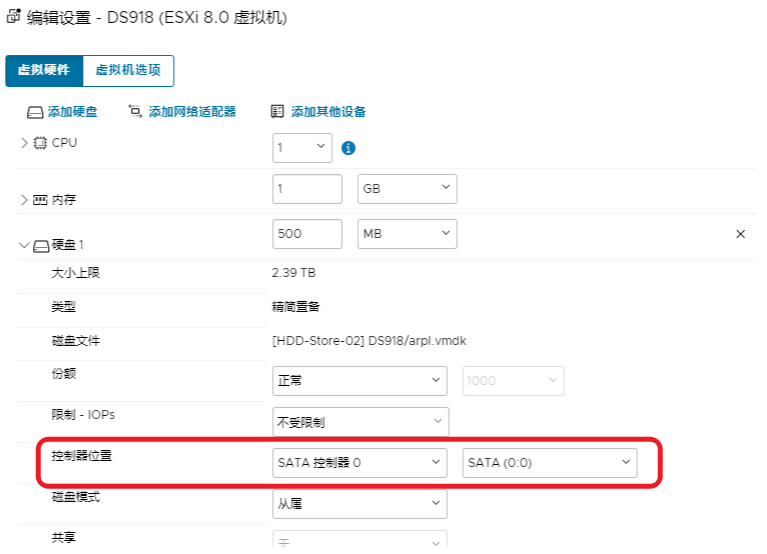 编辑设置 - DS918 (ESXi 8.0 虚拟机)
虚拟硬件 虚拟机选项
添加硬盘 添加网络适配器 添加其他设备
CPU 1
内存 1 GB
硬盘 1 500 MB
大小上限 2.39 TB
类型 精简置备
磁盘文件 [HDD-Store-02] DS918/arpl.vmdk
份额 正常 1000
限制 - IOPs 不受限制
控制器位置 SATA 控制器 0 SATA (0:0)
磁盘模式 从属
共享 无